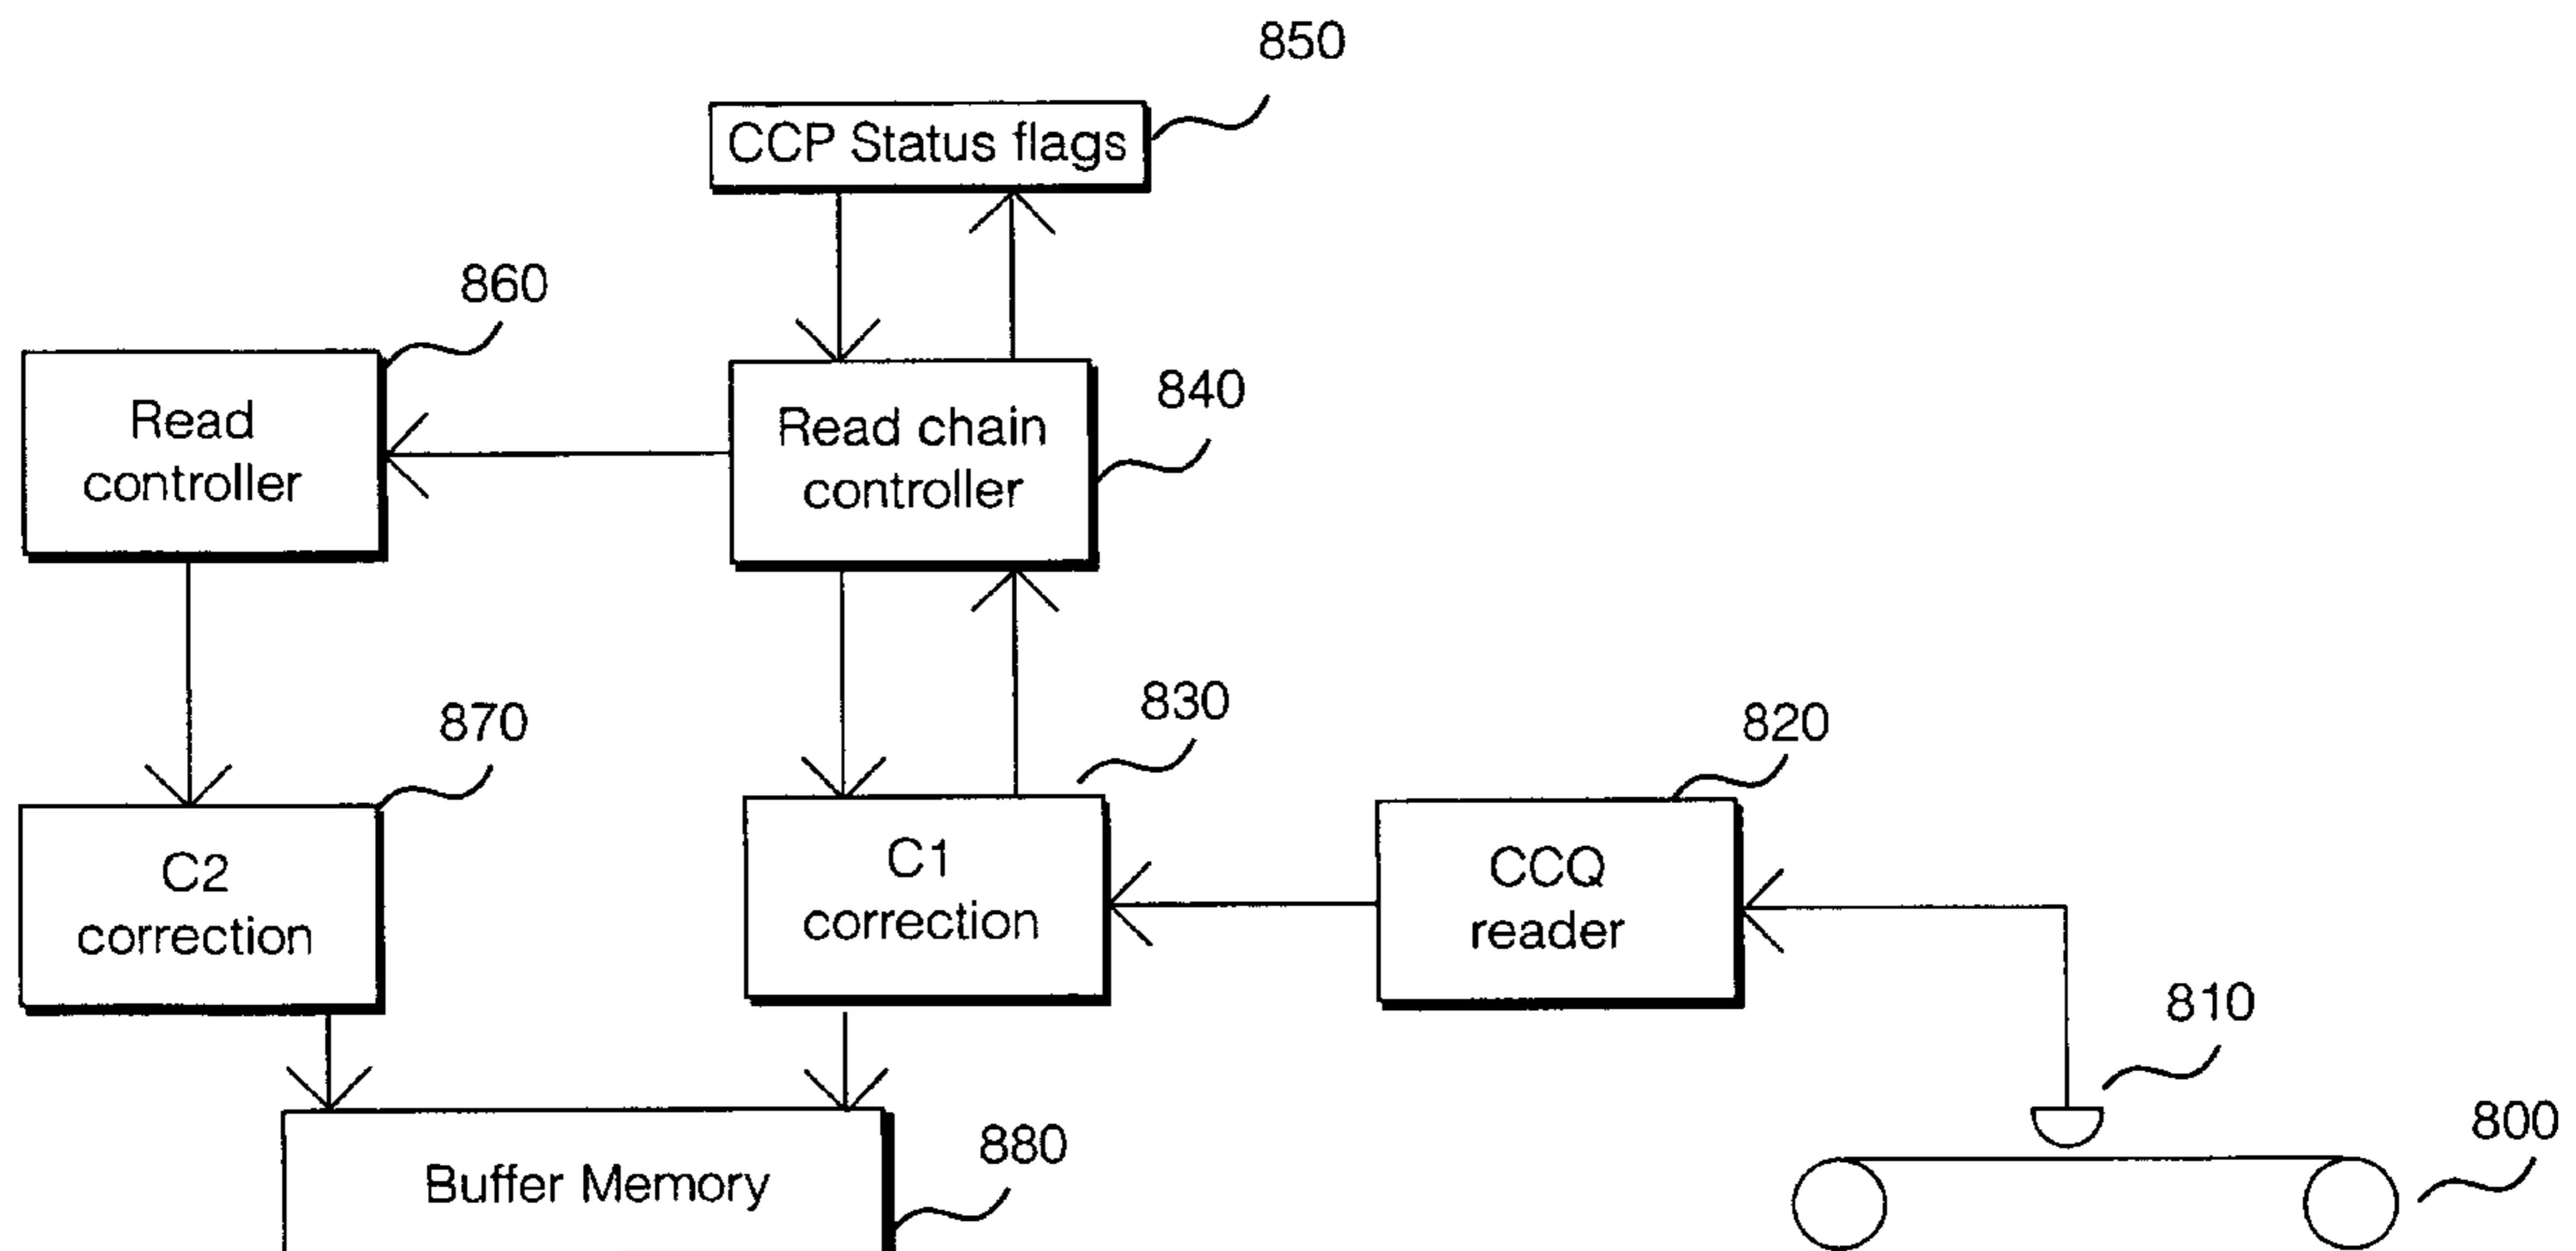 850
CCP Status flags
860
Read
controller
Read chain
controller
840
870
830
820
C2
correction
C1
correction
CCQ
reader
810
800
Buffer Memory
880